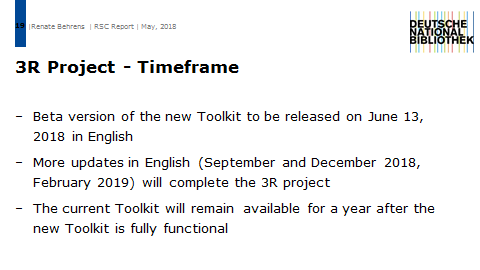 19 |Renate Behrens | RSC Report | May, 2018
DEUTSCHE
NATIONAL
BIBLIOTHEK
3R Project - Timeframe
– Beta version of the new Toolkit to be released on June 13,
2018 in English
– More updates in English (September and December 2018,
February 2019) will complete the 3R project
– The current Toolkit will remain available for a year after the
new Toolkit is fully functional